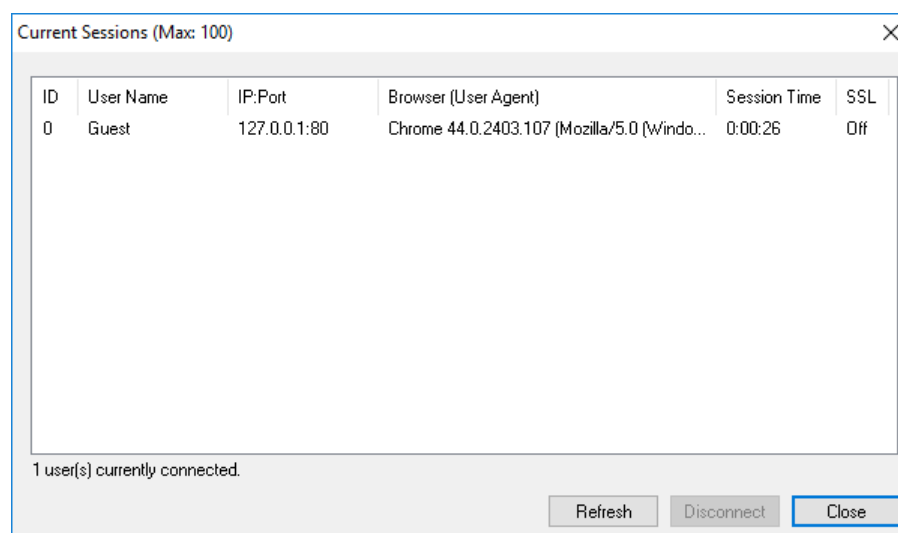 Current Sessions (Max: 100)
ID User Name IP:Port Browser (User Agent) Session Time SSL
0 Guest 127.0.0.1:80 Chrome 44.0.2403.107 (Mozilla/5.0 (Windo... 0:00:26 Off
1 user(s) currently connected.
Refresh Disconnect Close